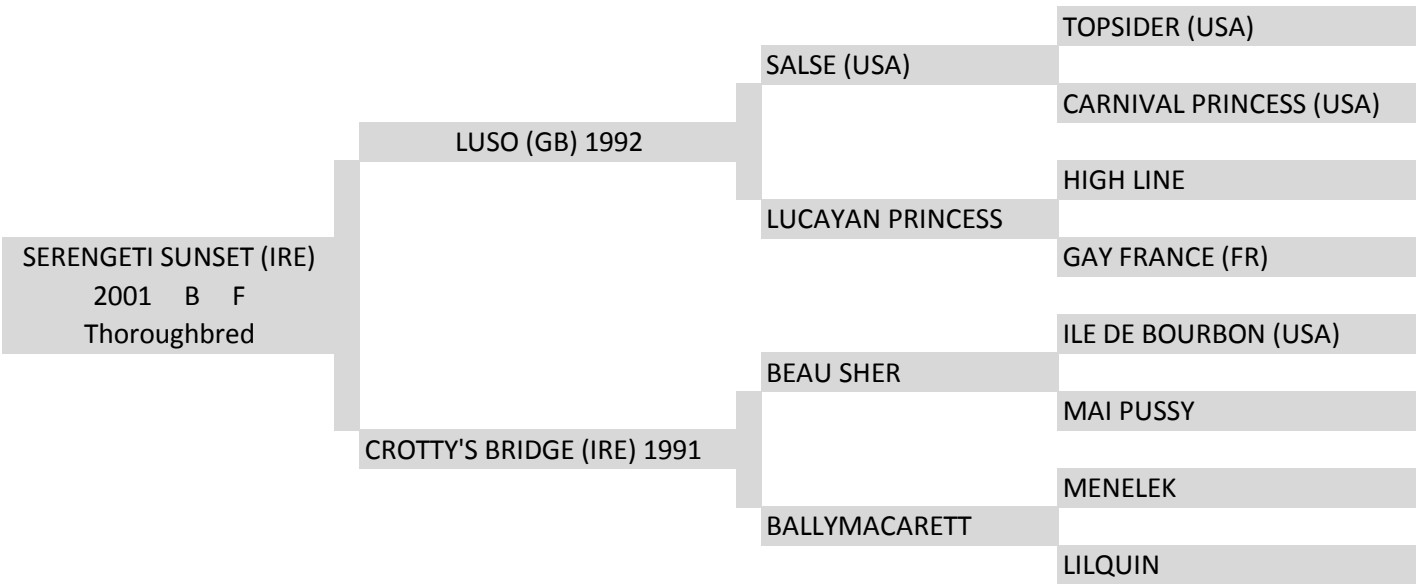 TOPSIDER (USA)
SALSE (USA)
CARNIVAL PRINCESS (USA)
LUSO (GB) 1992
HIGH LINE
LUCAYAN PRINCESS
SERENGETI SUNSET (IRE)
GAY FRANCE (FR)
2001 B F
Thoroughbred
ILE DE BOURBON (USA)
BEAU SHER
MAI PUSSY
CROTTY'S BRIDGE (IRE) 1991
MENELEK
BALLYMACARETT
LILQUIN